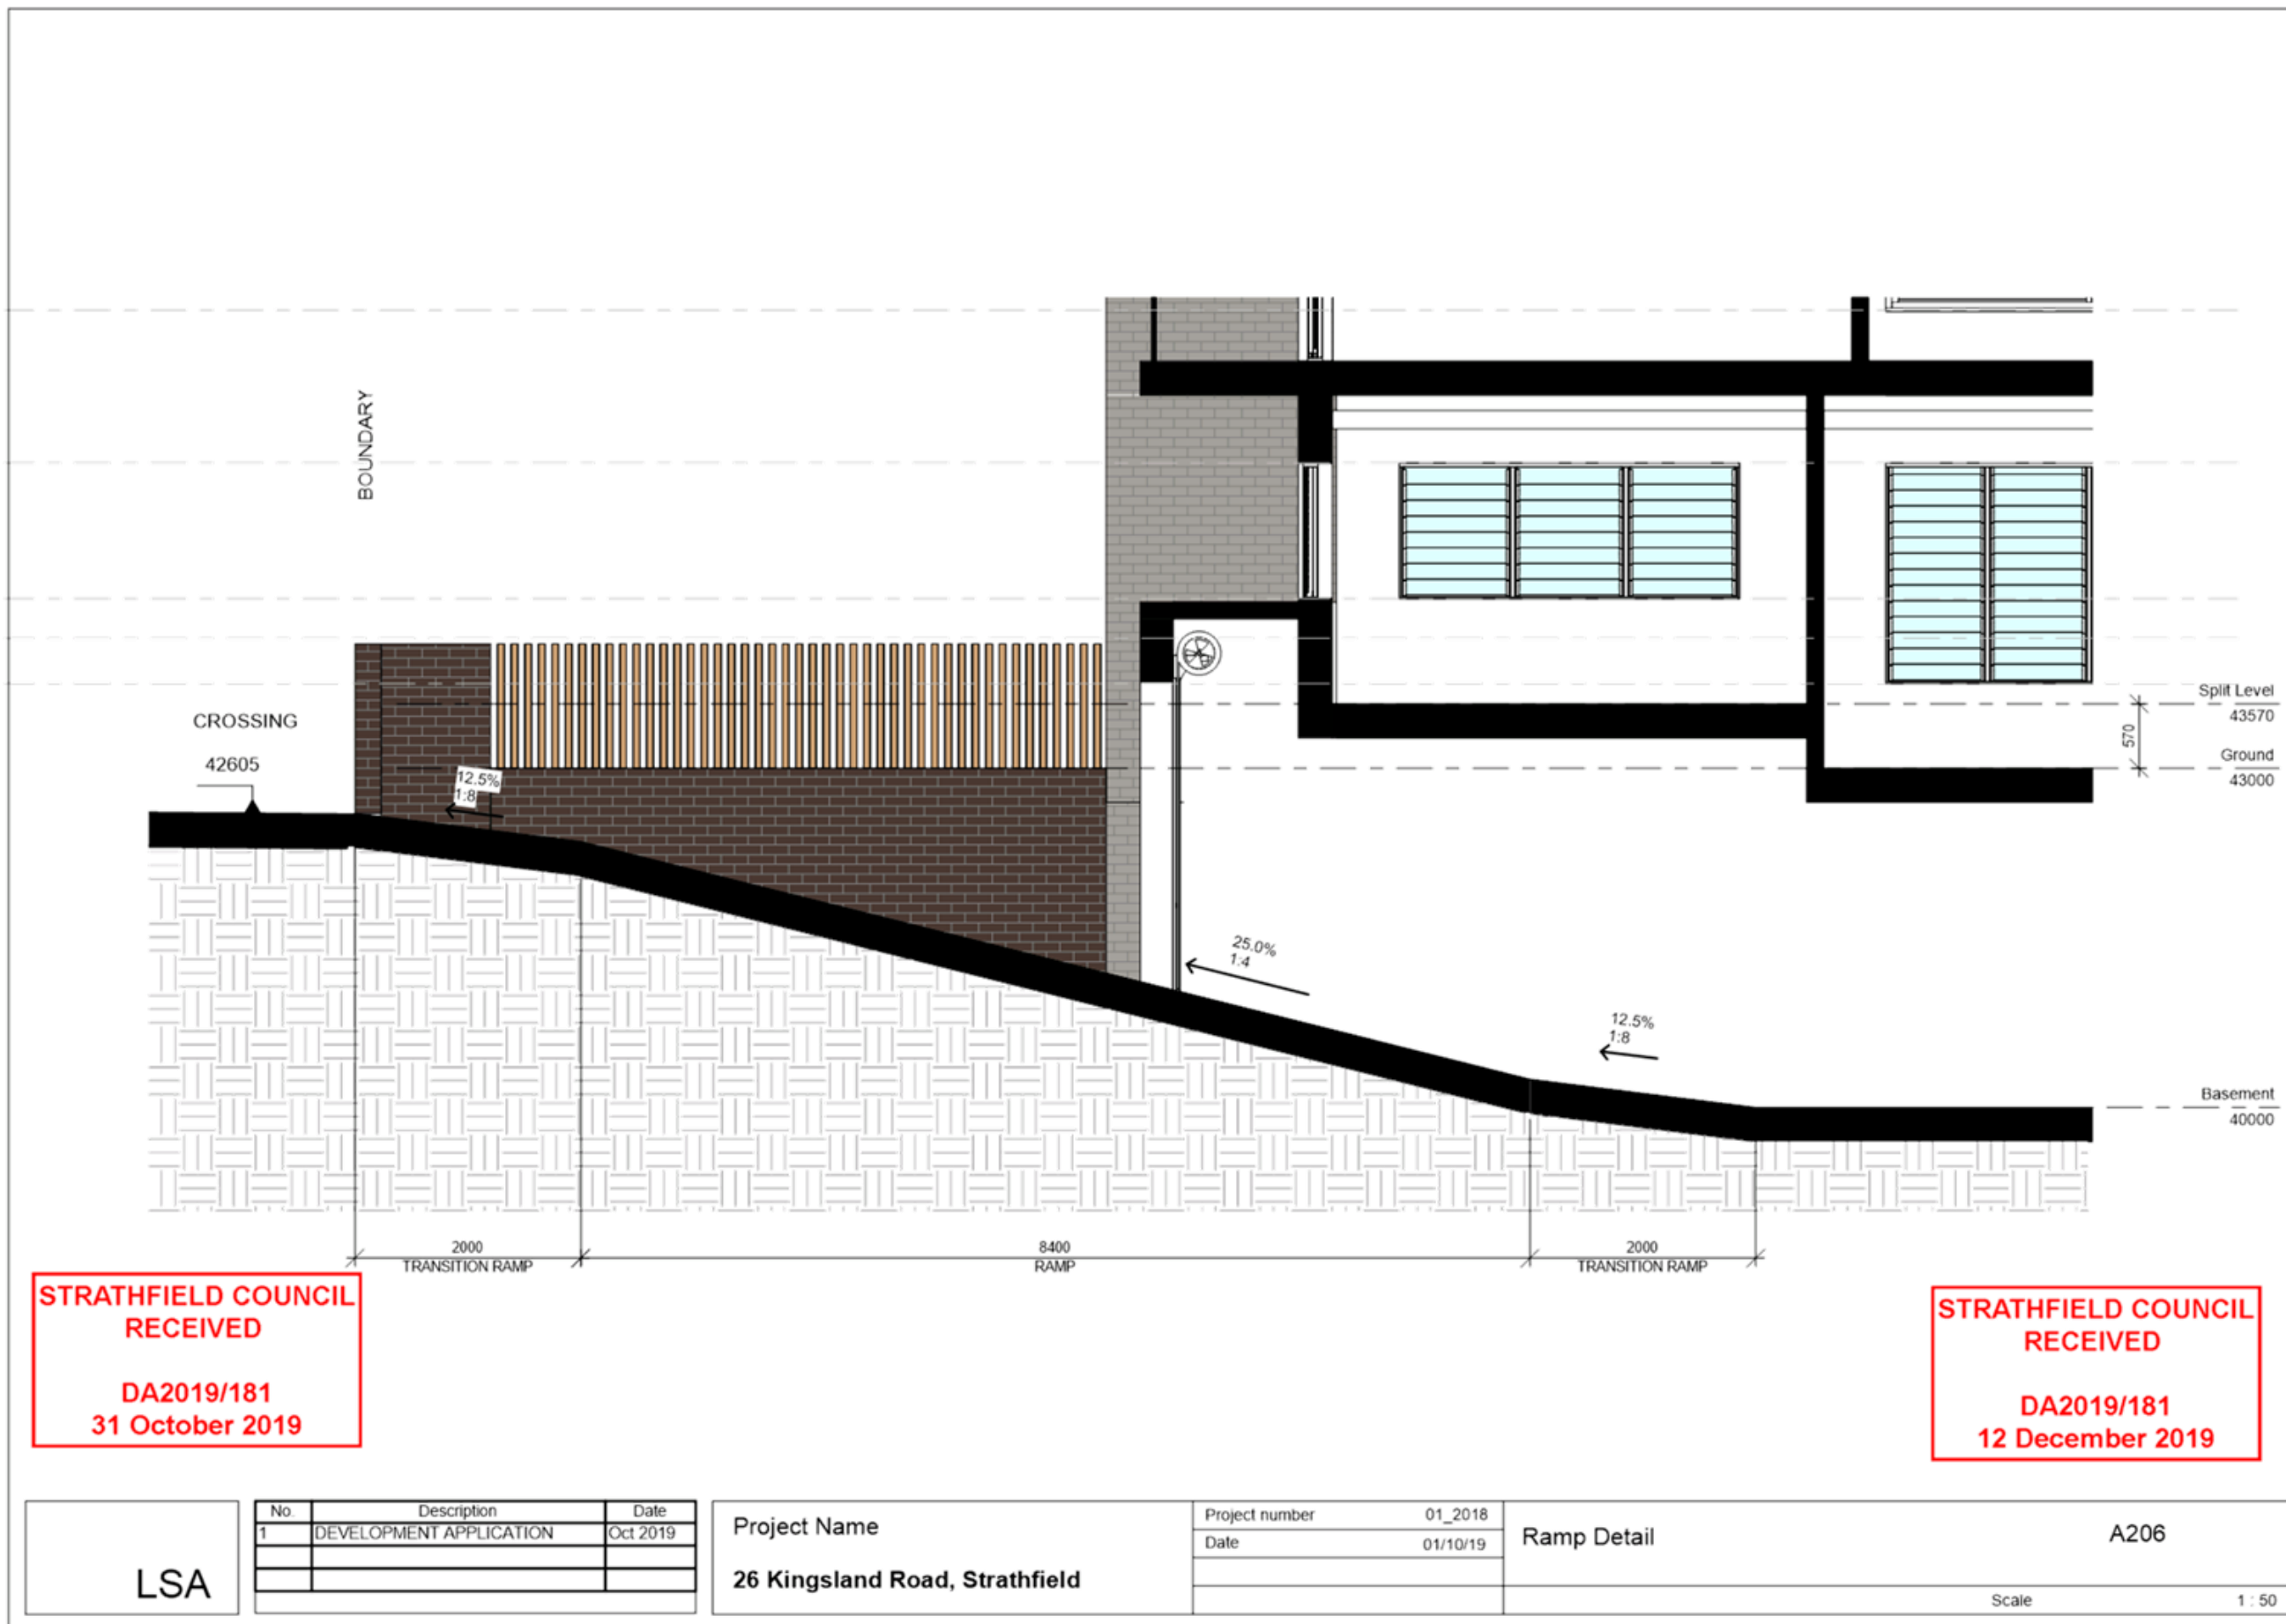 BOUNDARY
CROSSING
42605
12.5%
1:8
25.0%
1:4
12.5%
1:8
Split Level
43570
570
Ground
43000
Basement
40000
2000
TRANSITION RAMP
8400
RAMP
2000
TRANSITION RAMP
STRATHFIELD COUNCIL
RECEIVED
DA2019/181
31 October 2019
STRATHFIELD COUNCIL
RECEIVED
DA2019/181
12 December 2019
LSA
No. Description Date
1 DEVELOPMENT APPLICATION Oct 2019
Project Name
26 Kingsland Road, Strathfield
Project number 01_2018
Date 01/10/19
Ramp Detail A206
Scale 1 : 50